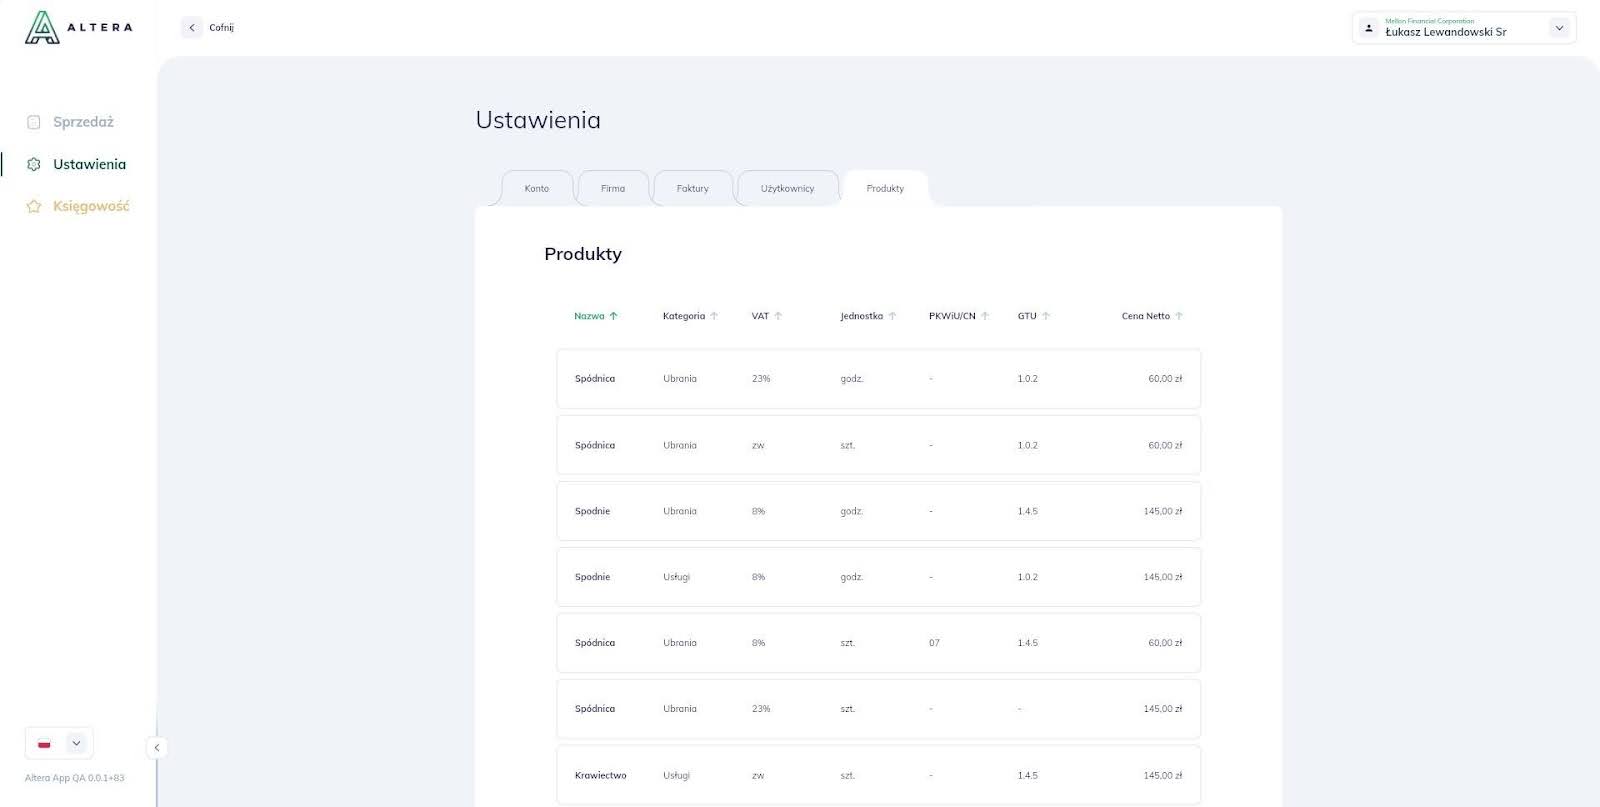 ALTERA
Cofnij
Mellon Financial Corporation
Łukasz Lewandowski Sr
Sprzedaż
Ustawienia
Księgowość
Ustawienia
Konto Firma Faktury Użytkownicy Produkty
Produkty
Nazwa Kategoria VAT Jednostka PKWiU/CN GTU Cena Netto
Spódnica Ubrania 23% godz. - 1.0.2 60,00 zł
Spódnica Ubrania zw szt. - 1.0.2 60,00 zł
Spodnie Ubrania 8% godz. - 1.4.5 145,00 zł
Spodnie Usługi 8% godz. - 1.0.2 145,00 zł
Spódnica Ubrania 8% szt. 07 1.4.5 60,00 zł
Spódnica Ubrania 23% szt. - - 145,00 zł
Krawiectwo Usługi zw szt. - 1.4.5 145,00 zł
Altera App QA 0.0.1+83